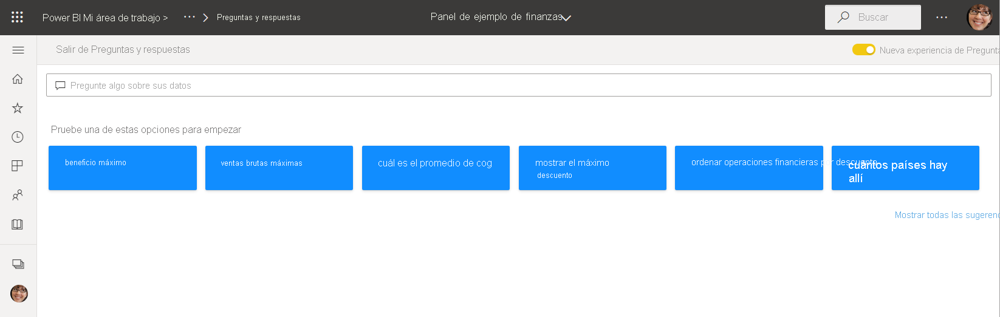 Power BI Mi área de trabajo >
Preguntas y respuestas
Panel de ejemplo de finanzas
Buscar
Salir de Preguntas y respuestas
Nueva experiencia de
Pregunte algo sobre sus datos
Pruebe una de estas opciones para empezar
beneficio máximo
ventas brutas máximas
cuál es el promedio de cog
mostrar el máximo
descuento
ordenar operaciones financieras por descuento
cuántos países hay
allí
Mostrar todas las